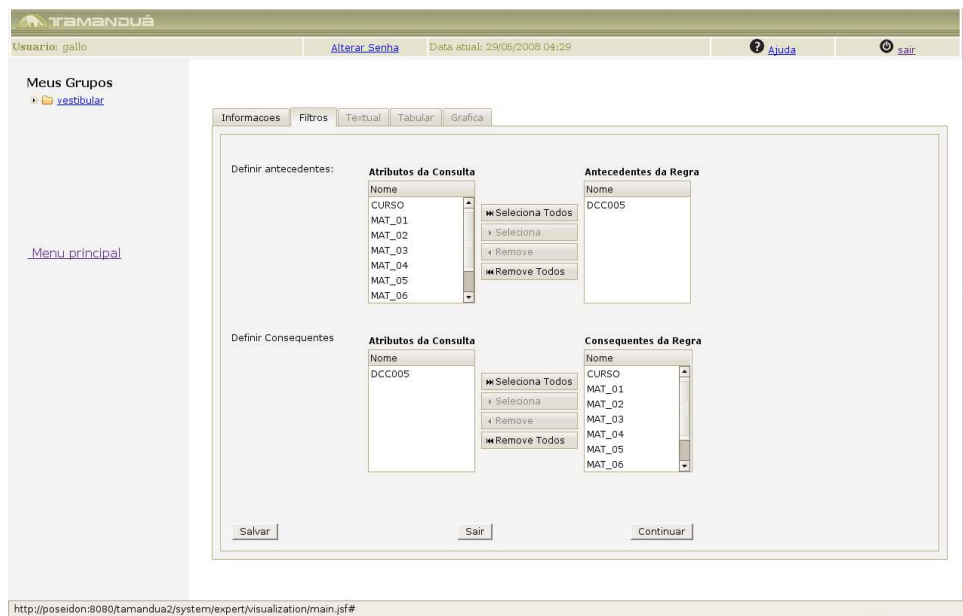 TAMANDUÁ
Usuario: gallo
Alterar Senha
Data atual: 29/05/2008 04:29
Ajuda
sair
Meus Grupos
vestibular
Menu principal
Informacoes
Filtros
Textual
Tabular
Grafica
Definir antecedentes:
Atributos da Consulta
Nome
CURSO
MAT_01
MAT_02
MAT_03
MAT_04
MAT_05
MAT_06
Seleciona Todos
Seleciona
Remove
Remove Todos
Antecedentes da Regra
Nome
DCC005
Definir Consequentes
Atributos da Consulta
Nome
DCC005
Seleciona Todos
Seleciona
Remove
Remove Todos
Consequentes da Regra
Nome
CURSO
MAT_01
MAT_02
MAT_03
MAT_04
MAT_05
MAT_06
Salvar
Sair
Continuar
http://poseidon:8080/tamandua2/system/expert/visualization/main.jsf#